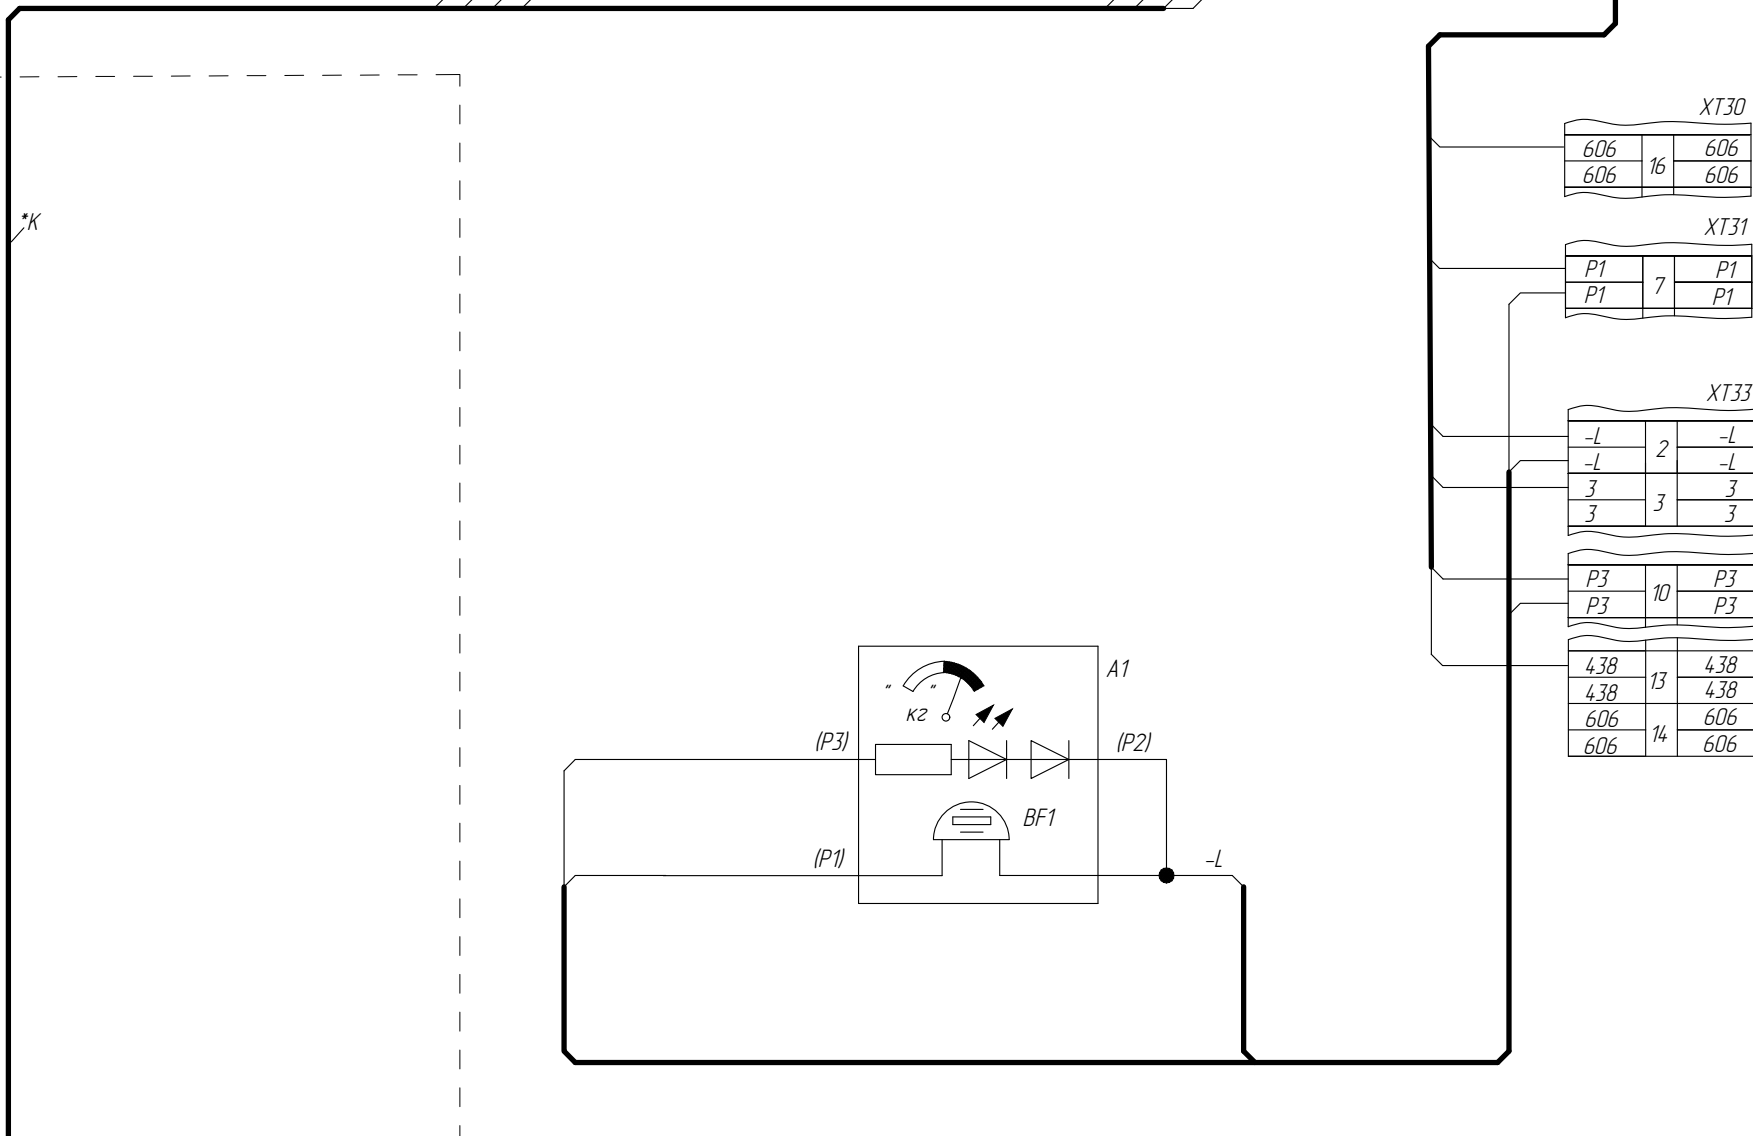 XT30
606 16 606
606 606
*K
XT31
P1 7 P1
P1 P1
XT33
-L 2 -L
-L -L
3 3 3
3 3
P3 10 P3
P3 P3
438 13 438
438 438
606 14 606
606 606
A1
" "
кг
(P3)
(P2)
BF1
(P1)
-L